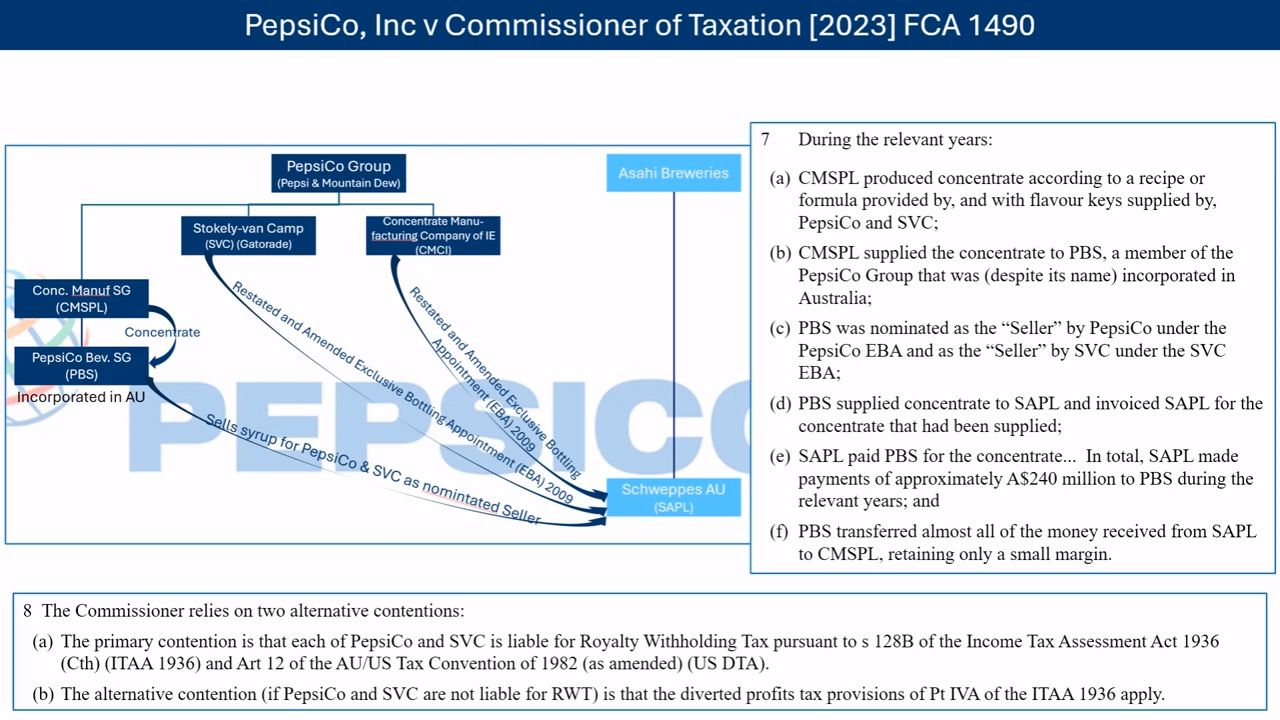 PepsiCo, Inc v Commissioner of Taxation [2023] FCA 1490
PepsiCo Group
(Pepsi & Mountain Dew)
Asahi Breweries
Stokely-van Camp
(SVC) (Gatorade)
Concentrate Manu-
facturing Company of IE
(CMCI)
Conc. Manuf SG
(CMSPL)
Concentrate
PepsiCo Bev. SG
(PBS)
Incorporated in AU
Restated and Amended Exclusive Bottling Appointment (EBA) 2009
Restated and Amended Exclusive Bottling
Appointment (EBA) 2009
Sells syrup for PepsiCo & SVC as nomintated Seller
Schweppes AU
(SAPL)
PEPSICO
7 During the relevant years:
(a) CMSPL produced concentrate according to a recipe or
formula provided by, and with flavour keys supplied by,
PepsiCo and SVC;
(b) CMSPL supplied the concentrate to PBS, a member of the
PepsiCo Group that was (despite its name) incorporated in
Australia;
(c) PBS was nominated as the “Seller” by PepsiCo under the
PepsiCo EBA and as the “Seller” by SVC under the SVC
EBA;
(d) PBS supplied concentrate to SAPL and invoiced SAPL for the
concentrate that had been supplied;
(e) SAPL paid PBS for the concentrate... In total, SAPL made
payments of approximately A$240 million to PBS during the
relevant years; and
(f) PBS transferred almost all of the money received from SAPL
to CMSPL, retaining only a small margin.
8 The Commissioner relies on two alternative contentions:
(a) The primary contention is that each of PepsiCo and SVC is liable for Royalty Withholding Tax pursuant to s 128B of the Income Tax Assessment Act 1936
(Cth) (ITAA 1936) and Art 12 of the AU/US Tax Convention of 1982 (as amended) (US DTA).
(b) The alternative contention (if PepsiCo and SVC are not liable for RWT) is that the diverted profits tax provisions of Pt IVA of the ITAA 1936 apply.